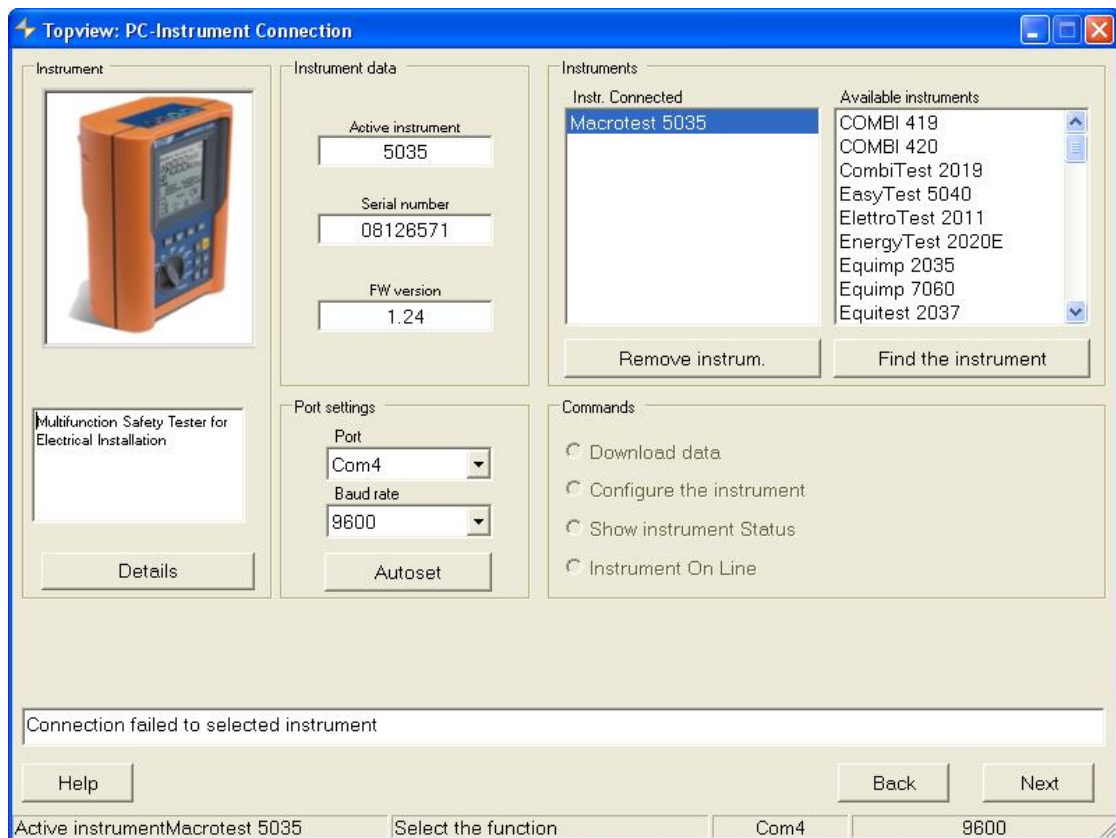 Topview: PC-Instrument Connection
Instrument
Multifunction Safety Tester for
Electrical Installation
Details
Instrument data
Active instrument
5035
Serial number
08126571
FW version
1.24
Port settings
Port
Com4
Baud rate
9600
Autoset
Instruments
Instr. Connected
Macrotest 5035
Remove instrum.
Available instruments
COMBI 419
COMBI 420
CombiTest 2019
EasyTest 5040
ElettroTest 2011
EnergyTest 2020E
Equimp 2035
Equimp 7060
Equitest 2037
Find the instrument
Commands
Download data
Configure the instrument
Show instrument Status
Instrument On Line
Connection failed to selected instrument
Help
Back
Next
Active instrumentMacrotest 5035
Select the function
Com4
9600